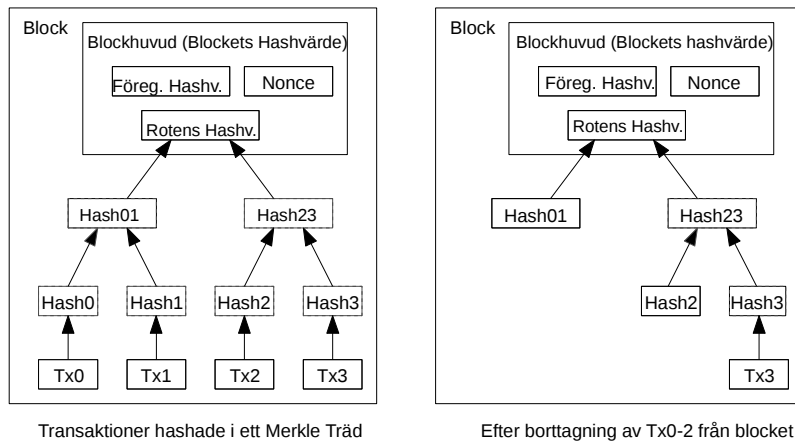 Block
Blockhuvud (Blockets Hashvärde)
Föreg. Hashv.
Nonce
Rotens Hashv.
Hash01
Hash23
Hash0
Hash1
Hash2
Hash3
Tx0
Tx1
Tx2
Tx3
Transaktioner hashade i ett Merkle Träd
Block
Blockhuvud (Blockets hashvärde)
Föreg. Hashv.
Nonce
Rotens Hashv.
Hash01
Hash23
Hash2
Hash3
Tx3
Efter borttagning av Tx0-2 från blocket